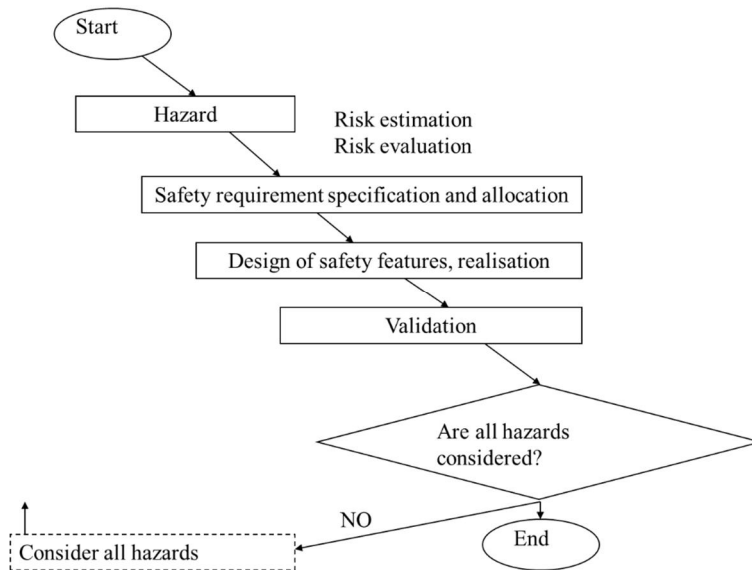 Start
Hazard
Risk estimation
Risk evaluation
Safety requirement specification and allocation
Design of safety features, realisation
Validation
Are all hazards
considered?
NO
Consider all hazards
End